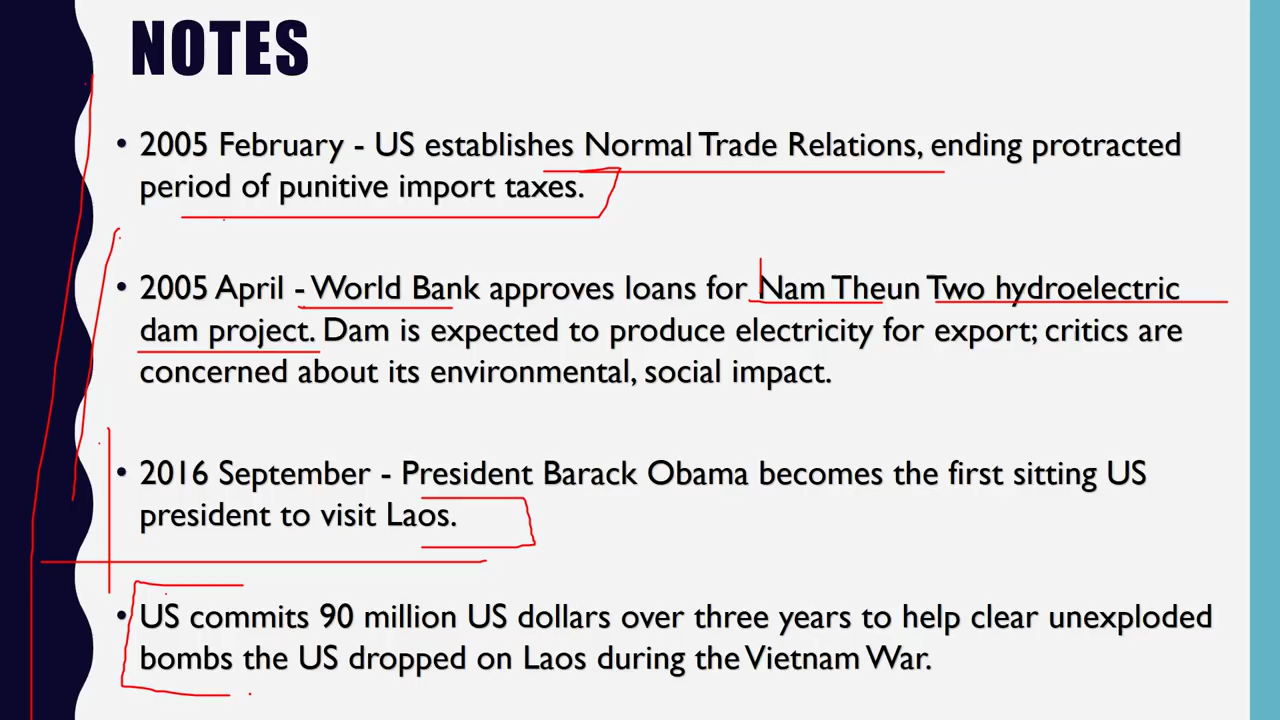 NOTES
• 2005 February - US establishes Normal Trade Relations, ending protracted
period of punitive import taxes.
• 2005 April - World Bank approves loans for Nam Theun Two hydroelectric
dam project. Dam is expected to produce electricity for export; critics are
concerned about its environmental, social impact.
• 2016 September - President Barack Obama becomes the first sitting US
president to visit Laos.
• US commits 90 million US dollars over three years to help clear unexploded
bombs the US dropped on Laos during the Vietnam War.